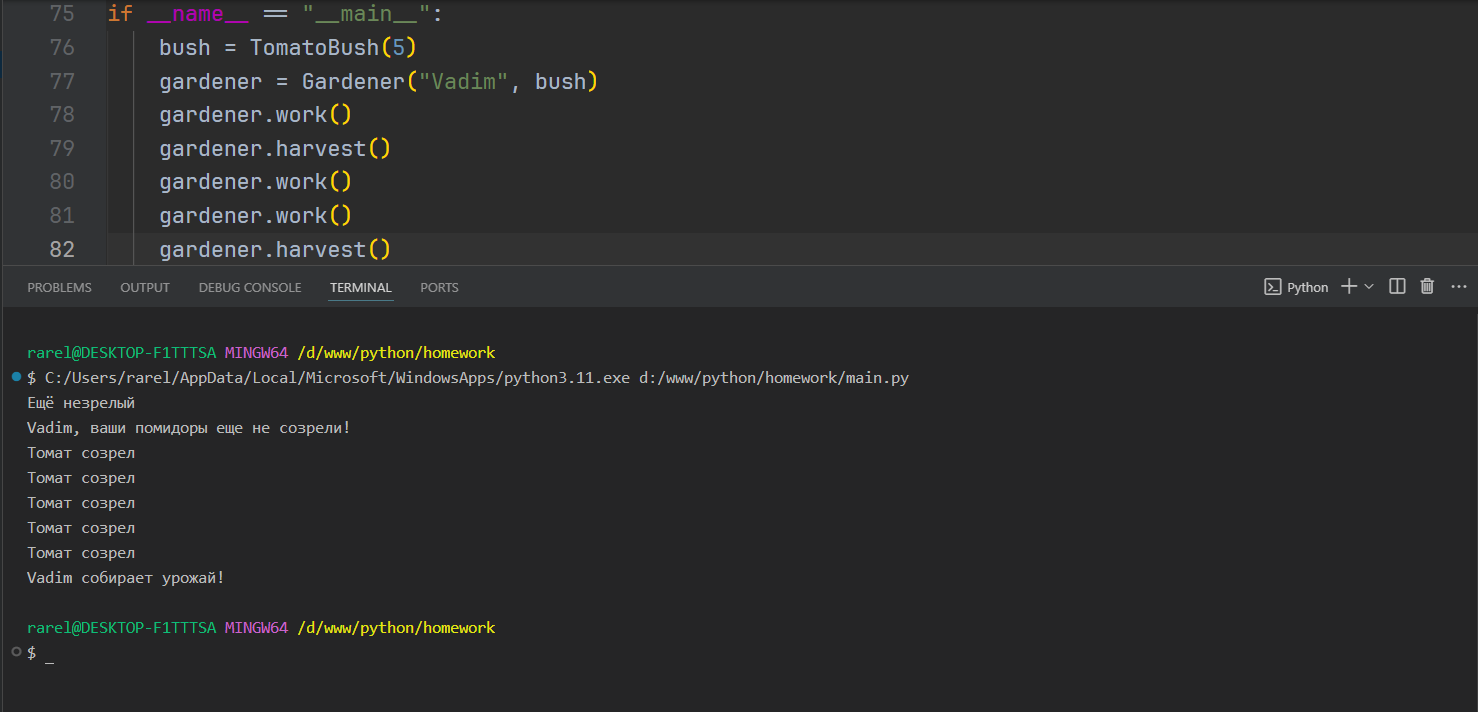 75 if __name__ == "__main__":
76 bush = TomatoBush(5)
77 gardener = Gardener("Vadim", bush)
78 gardener.work()
79 gardener.harvest()
80 gardener.work()
81 gardener.work()
82 gardener.harvest()
PROBLEMS OUTPUT DEBUG CONSOLE TERMINAL PORTS Python
rarel@DESKTOP-F1TTTSA MINGW64 /d/www/python/homework
$ C:/Users/rarel/AppData/Local/Microsoft/WindowsApps/python3.11.exe d:/www/python/homework/main.py
Ещё незрелый
Vadim, ваши помидоры еще не созрели!
Томат созрел
Томат созрел
Томат созрел
Томат созрел
Томат созрел
Vadim собирает урожай!
rarel@DESKTOP-F1TTTSA MINGW64 /d/www/python/homework
$ _